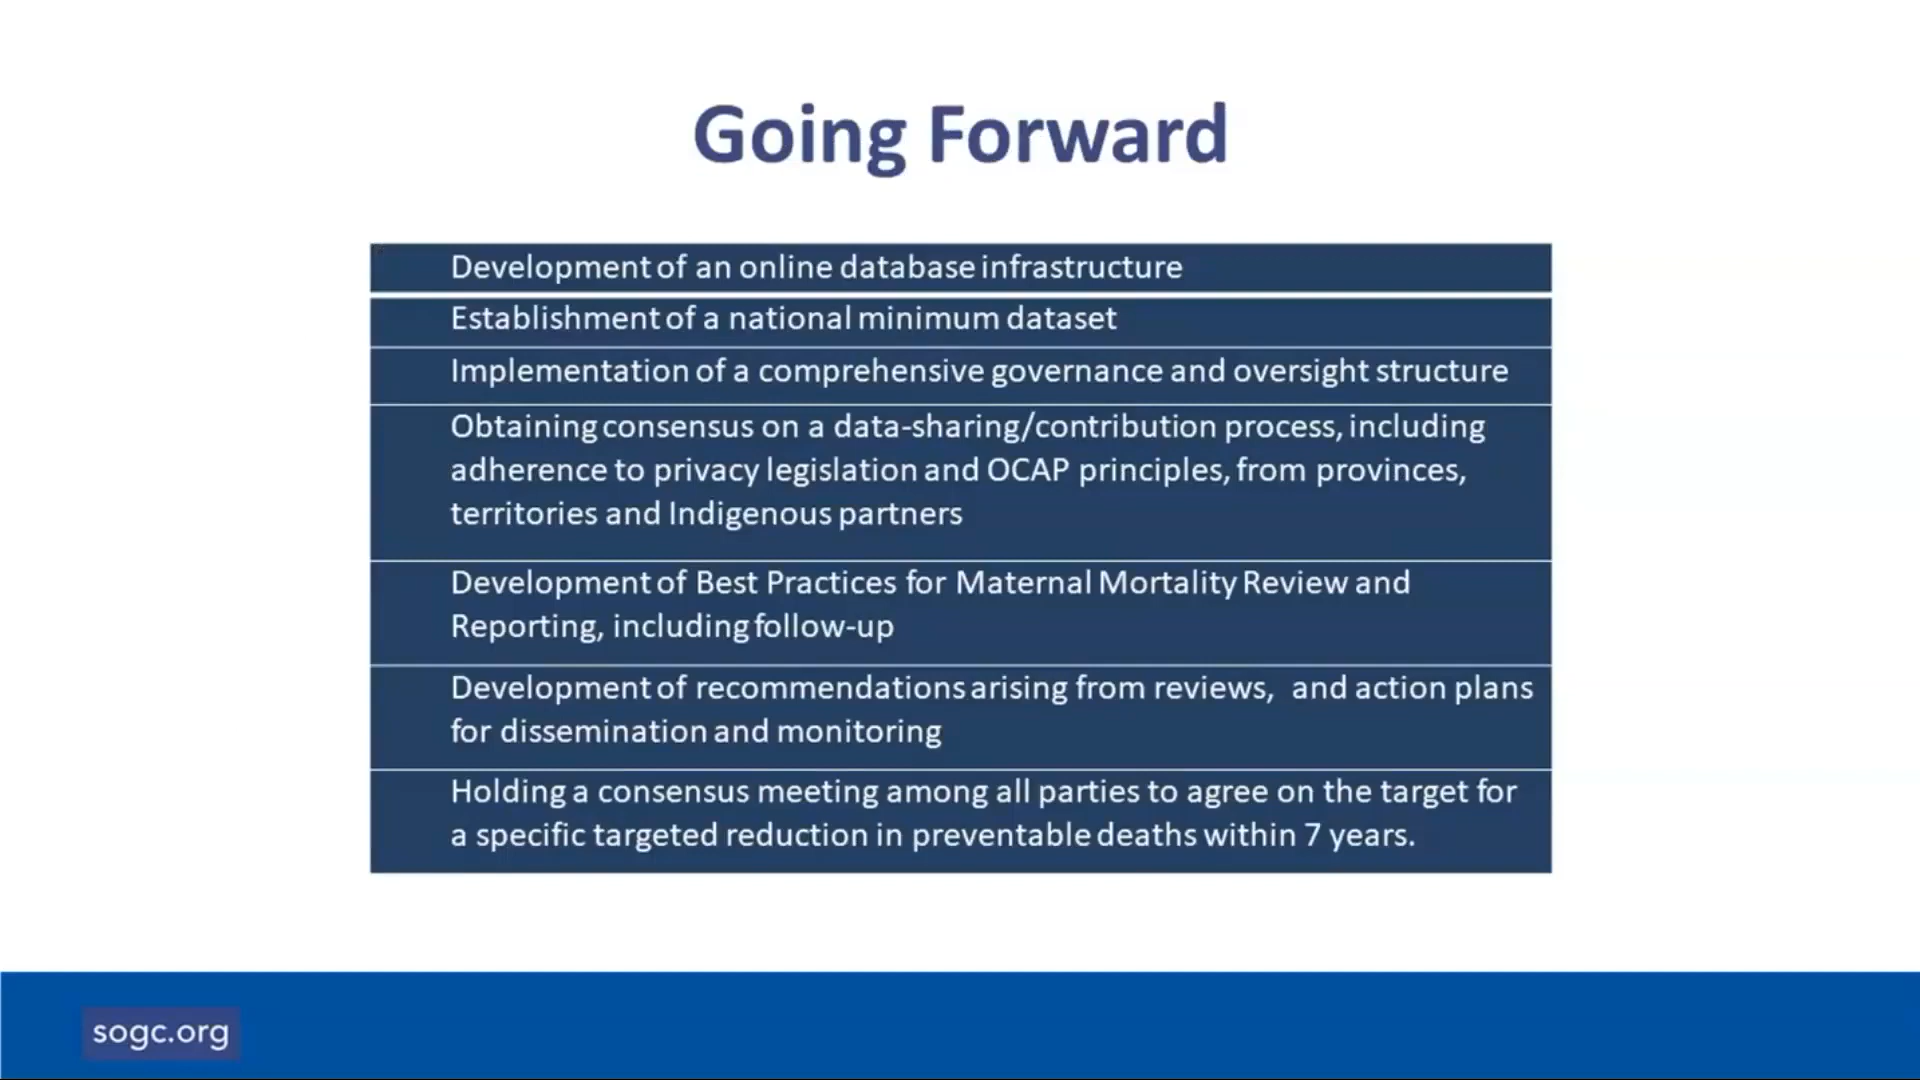 Going Forward
Development of an online database infrastructure
Establishment of a national minimum dataset
Implementation of a comprehensive governance and oversight structure
Obtaining consensus on a data-sharing/contribution process, including
adherence to privacy legislation and OCAP principles, from provinces,
territories and Indigenous partners
Development of Best Practices for Maternal Mortality Review and
Reporting, including follow-up
Development of recommendations arising from reviews, and action plans
for dissemination and monitoring
Holding a consensus meeting among all parties to agree on the target for
a specific targeted reduction in preventable deaths within 7 years.
sogc.org